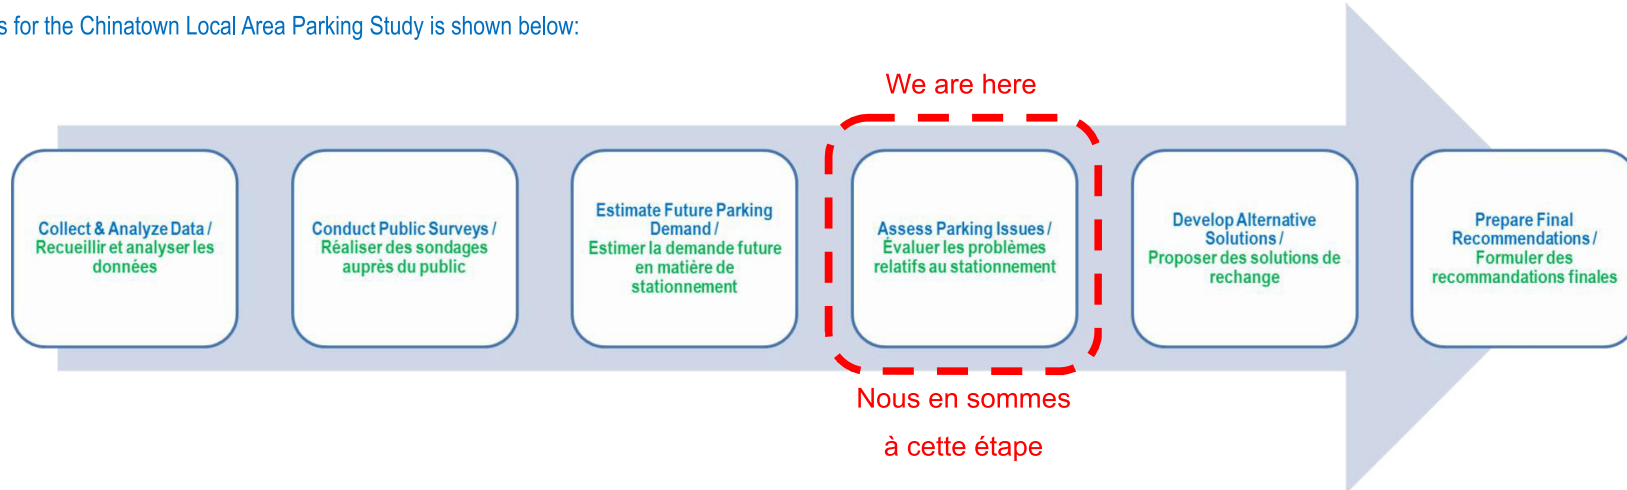 s for the Chinatown Local Area Parking Study is shown below:
We are here
Collect & Analyze Data /
Recueillir et analyser les
données
Conduct Public Surveys /
Réaliser des sondages
auprès du public
Estimate Future Parking
Demand /
Estimer la demande future
en matière de
stationnement
Assess Parking Issues /
Évaluer les problèmes
relatifs au stationnement
Develop Alternative
Solutions /
Proposer des solutions de
rechange
Prepare Final
Recommendations /
Formuler des
recommandations finales
Nous en sommes
à cette étape